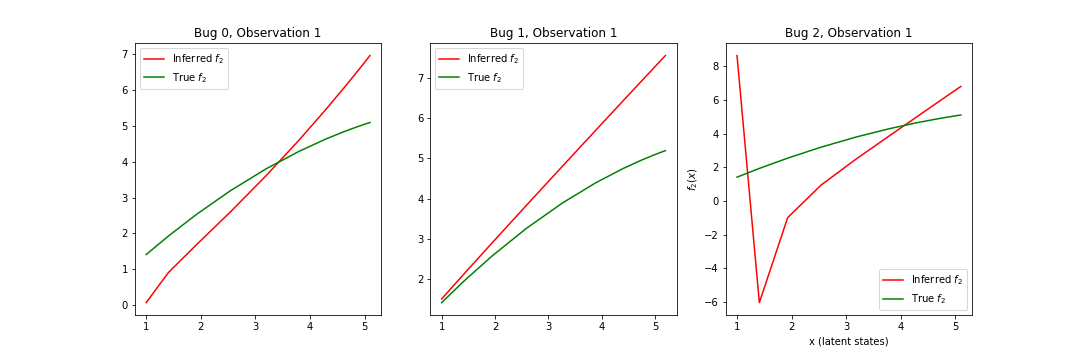 Bug 0, Observation 1
Inferred f₂
True f₂
7
6
5
4
3
2
1
0
1 2 3 4 5
Bug 1, Observation 1
Inferred f₂
True f₂
7
6
5
4
3
2
1 2 3 4 5
Bug 2, Observation 1
f₂(x)
8
6
4
2
0
−2
−4
−6
Inferred f₂
True f₂
1 2 3 4 5
x (latent states)